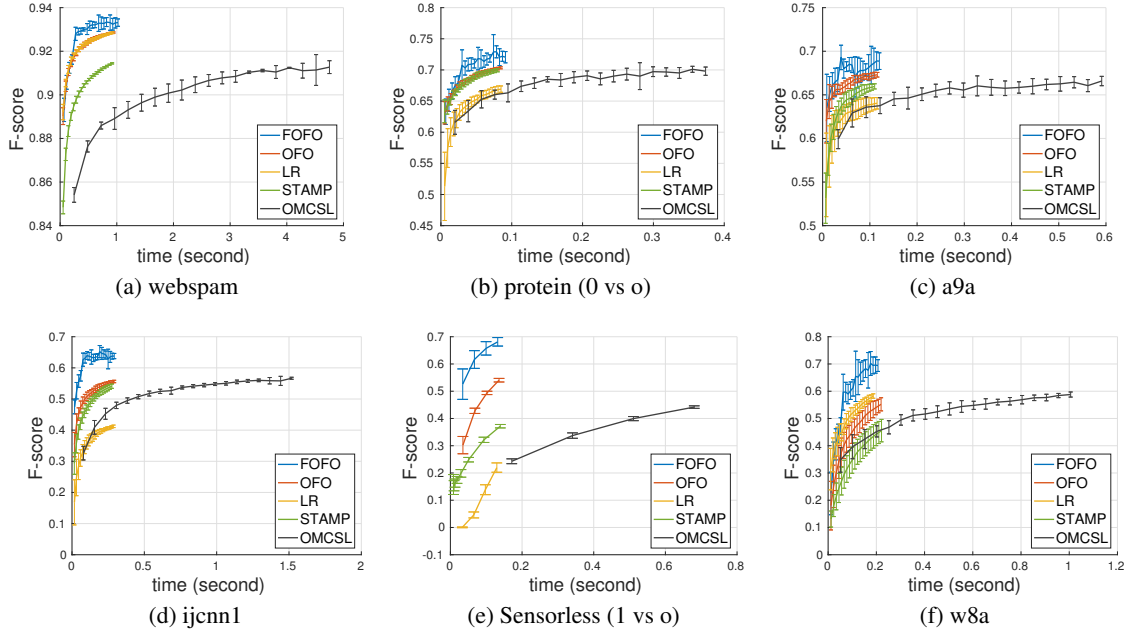 0.94
0.92
0.9
0.88
0.86
0.84
F-score
0 1 2 3 4 5
time (second)
FOFO
OFO
LR
STAMP
OMCSL
(a) webspam
0.8
0.75
0.7
0.65
0.6
0.55
0.5
0.45
F-score
0 0.1 0.2 0.3 0.4
time (second)
FOFO
OFO
LR
STAMP
OMCSL
(b) protein (0 vs o)
0.75
0.7
0.65
0.6
0.55
0.5
F-score
0 0.1 0.2 0.3 0.4 0.5 0.6
time (second)
FOFO
OFO
LR
STAMP
OMCSL
(c) a9a
0.7
0.6
0.5
0.4
0.3
0.2
0.1
0
F-score
0 0.5 1 1.5 2
time (second)
FOFO
OFO
LR
STAMP
OMCSL
(d) ijcnn1
0.7
0.6
0.5
0.4
0.3
0.2
0.1
0
-0.1
F-score
0 0.2 0.4 0.6 0.8
time (second)
FOFO
OFO
LR
STAMP
OMCSL
(e) Sensorless (1 vs o)
0.8
0.7
0.6
0.5
0.4
0.3
0.2
0.1
0
F-score
0 0.2 0.4 0.6 0.8 1 1.2
time (second)
FOFO
OFO
LR
STAMP
OMCSL
(f) w8a